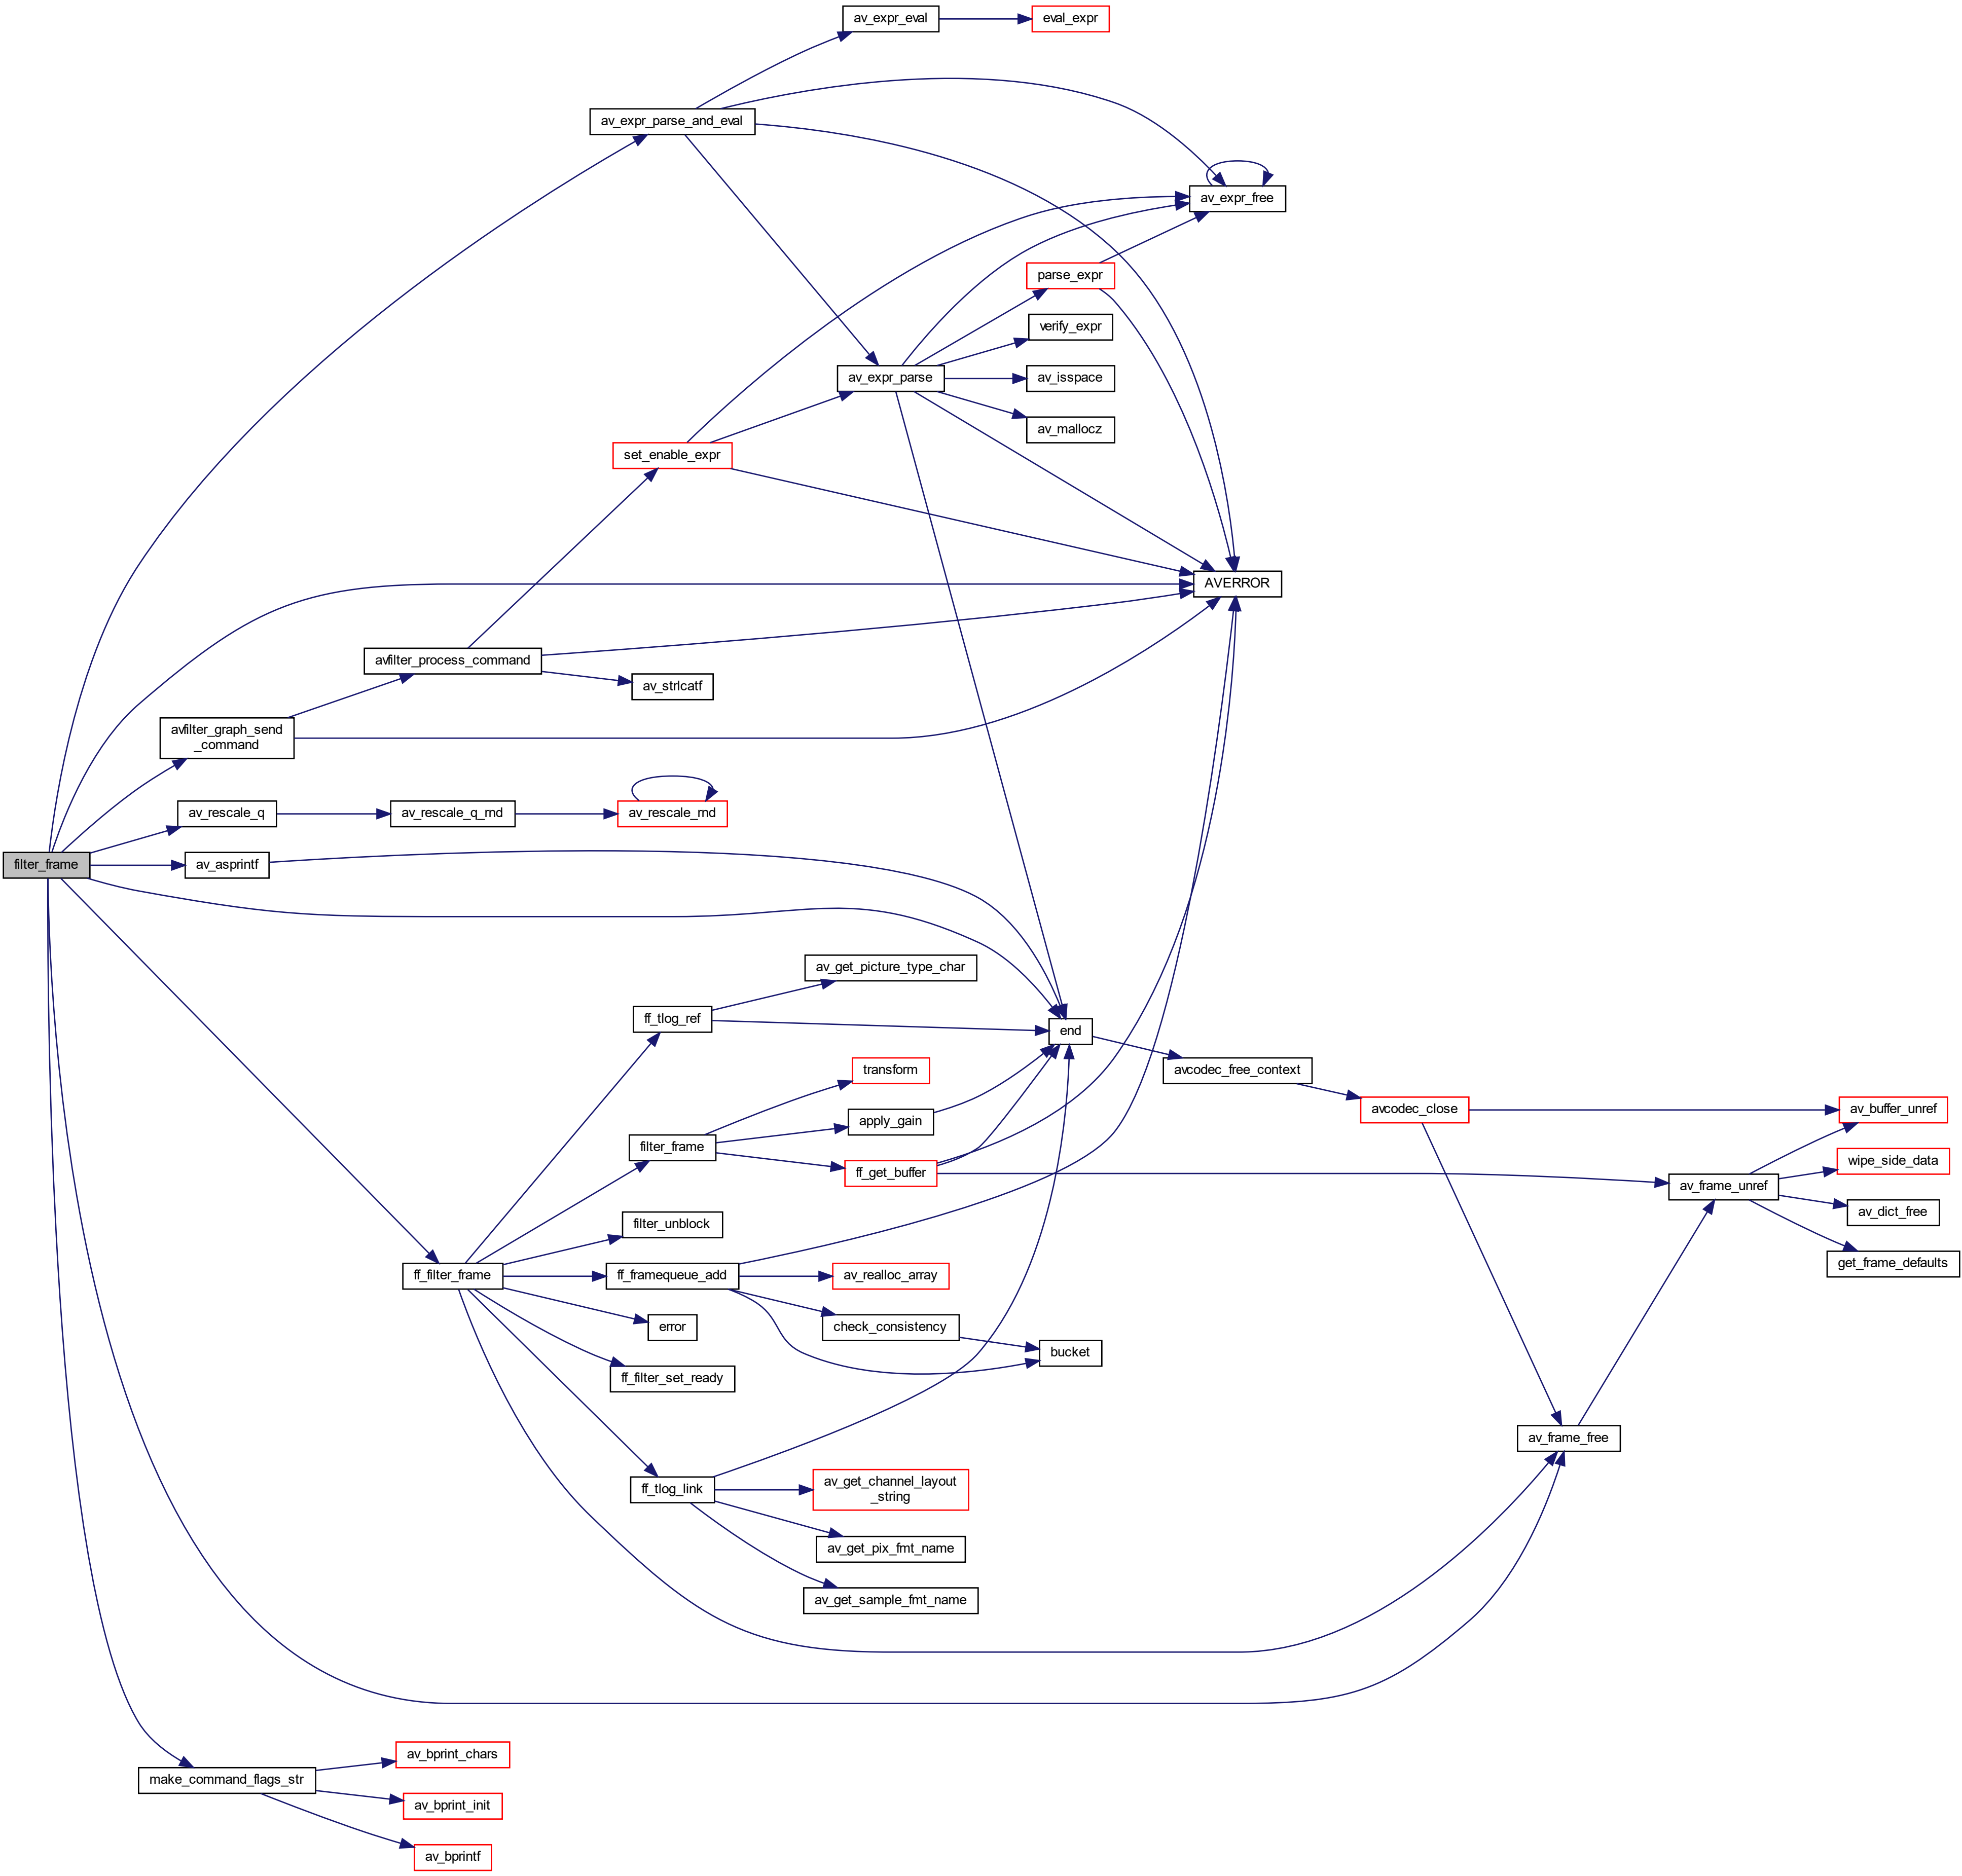 av_expr_eval
eval_expr
av_expr_parse_and_eval
av_expr_free
parse_expr
verify_expr
av_expr_parse
av_isspace
av_mallocz
set_enable_expr
AVERROR
avfilter_process_command
av_strlcatf
avfilter_graph_send
_command
av_rescale_q
av_rescale_q_rnd
av_rescale_rnd
filter_frame
av_asprintf
av_get_picture_type_char
ff_tlog_ref
end
transform
avcodec_free_context
apply_gain
avcodec_close
av_buffer_unref
filter_frame
ff_get_buffer
wipe_side_data
av_frame_unref
av_dict_free
filter_unblock
get_frame_defaults
ff_filter_frame
ff_framequeue_add
av_realloc_array
error
check_consistency
bucket
ff_filter_set_ready
av_frame_free
ff_tlog_link
av_get_channel_layout
_string
av_get_pix_fmt_name
av_get_sample_fmt_name
av_bprint_chars
make_command_flags_str
av_bprint_init
av_bprintf